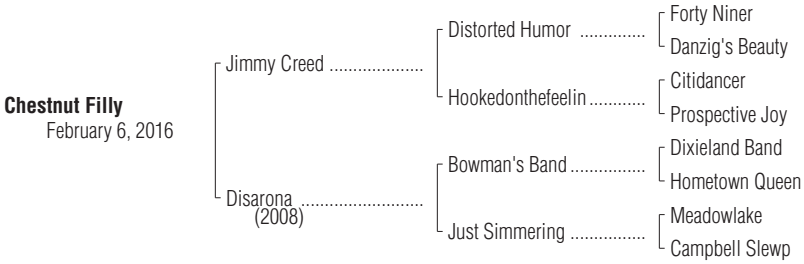 Forty Niner
Distorted Humor ..............
Danzig's Beauty
Jimmy Creed ....................
Citidancer
Hookedonthefeelin ............
Prospective Joy
Chestnut Filly
February 6, 2016
Dixieland Band
Bowman's Band ................
Hometown Queen
Disarona ..........................
(2008)
Meadowlake
Just Simmering ................
Campbell Slewp